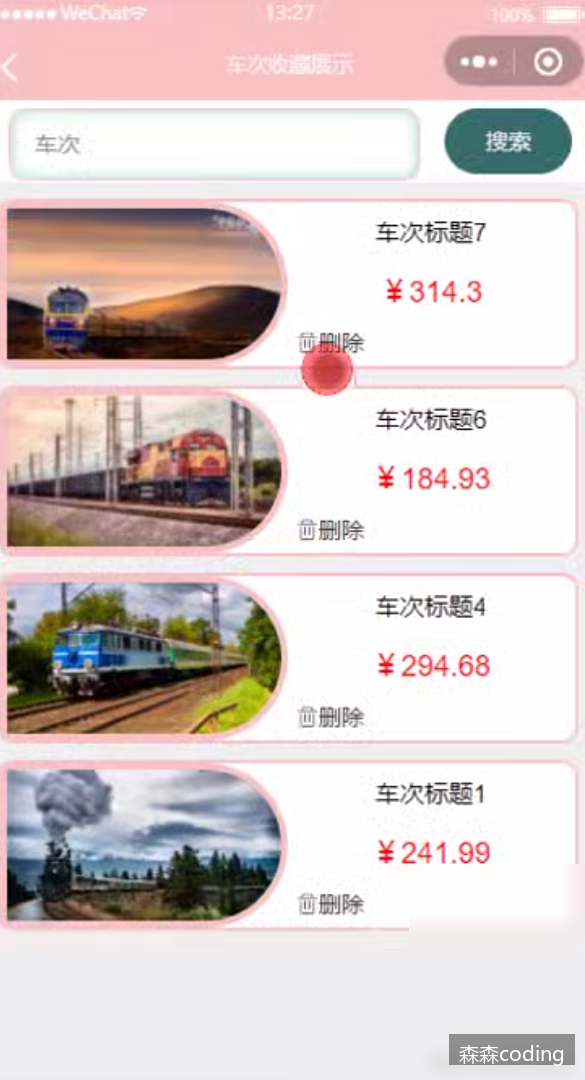 WeChat
13:27
100%
车次收藏展示
车次
搜索
车次标题7
￥314.3
删除
车次标题6
￥184.93
删除
车次标题4
￥294.68
删除
车次标题1
￥241.99
删除
森森coding